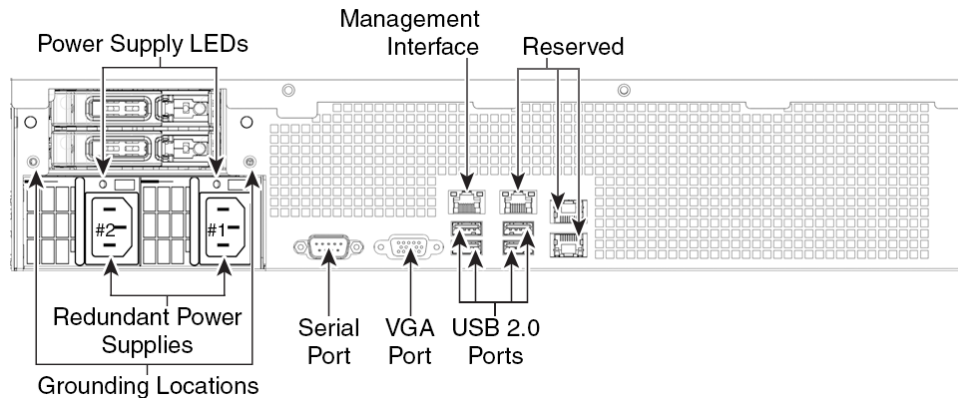 Management
Interface
Power Supply LEDs
Reserved
#2
#1
Redundant Power
Supplies
Serial
Port
VGA
Port
USB 2.0
Ports
Grounding Locations